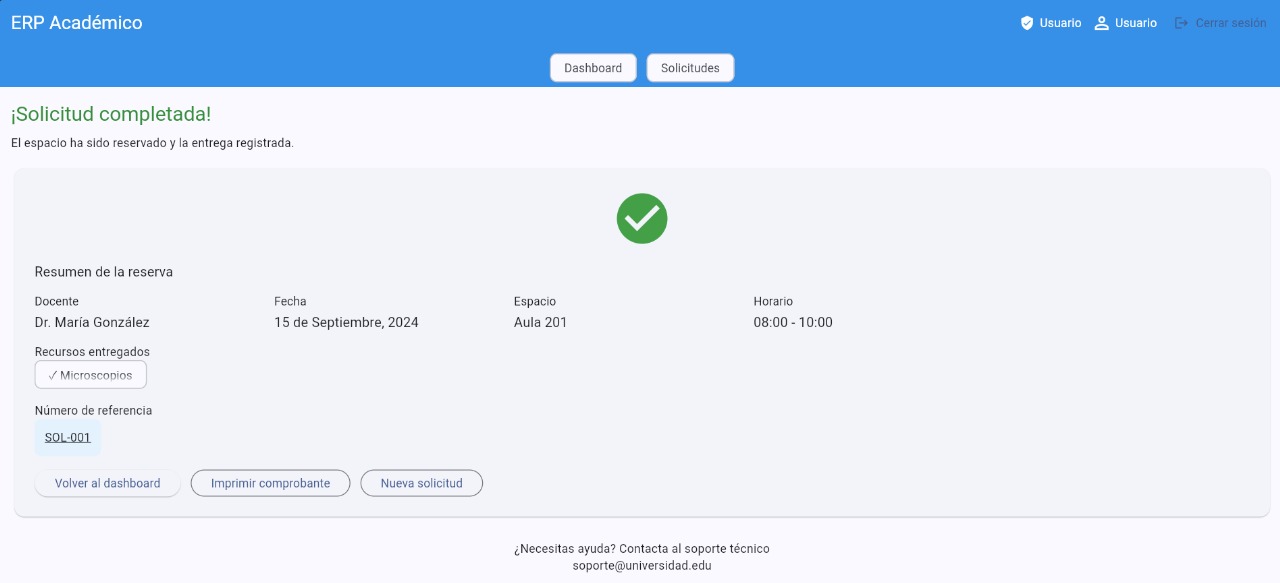 ERP Académico
Usuario Usuario Cerrar sesión
Dashboard Solicitudes
¡Solicitud completada!
El espacio ha sido reservado y la entrega registrada.
Resumen de la reserva
Docente Fecha Espacio Horario
Dr. María González 15 de Septiembre, 2024 Aula 201 08:00 - 10:00
Recursos entregados
✓ Microscopios
Número de referencia
SOL-001
Volver al dashboard Imprimir comprobante Nueva solicitud
¿Necesitas ayuda? Contacta al soporte técnico
soporte@universidad.edu